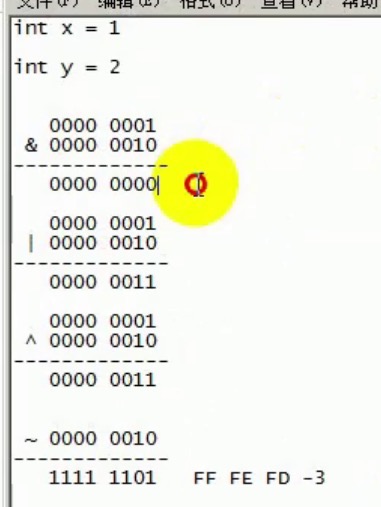 文件(F) 编辑(E) 格式(O) 查看(V) 帮助
int x = 1
int y = 2
0000 0001
& 0000 0010
---------------
0000 0000
0000 0001
| 0000 0010
---------------
0000 0011
0000 0001
^ 0000 0010
---------------
0000 0011
~ 0000 0010
---------------
1111 1101 FF FE FD -3